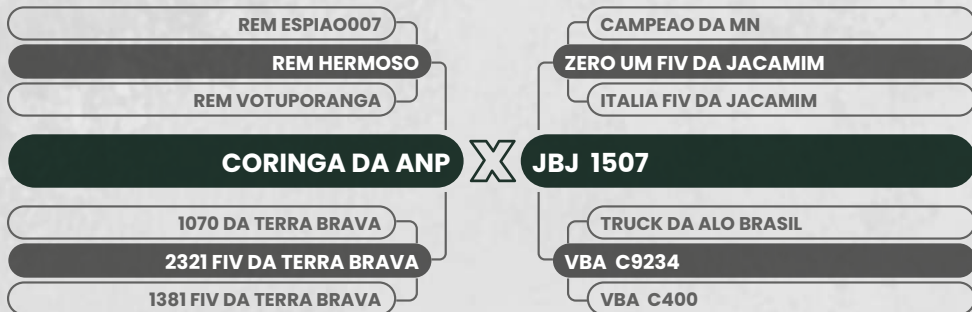 REM ESPIAO007
REM HERMOSO
REM VOTUPORANGA
CORINGA DA ANP
1070 DA TERRA BRAVA
2321 FIV DA TERRA BRAVA
1381 FIV DA TERRA BRAVA
X
CAMPEAO DA MN
ZERO UM FIV DA JACAMIM
ITALIA FIV DA JACAMIM
JBJ 1507
TRUCK DA ALO BRASIL
VBA C9234
VBA C400